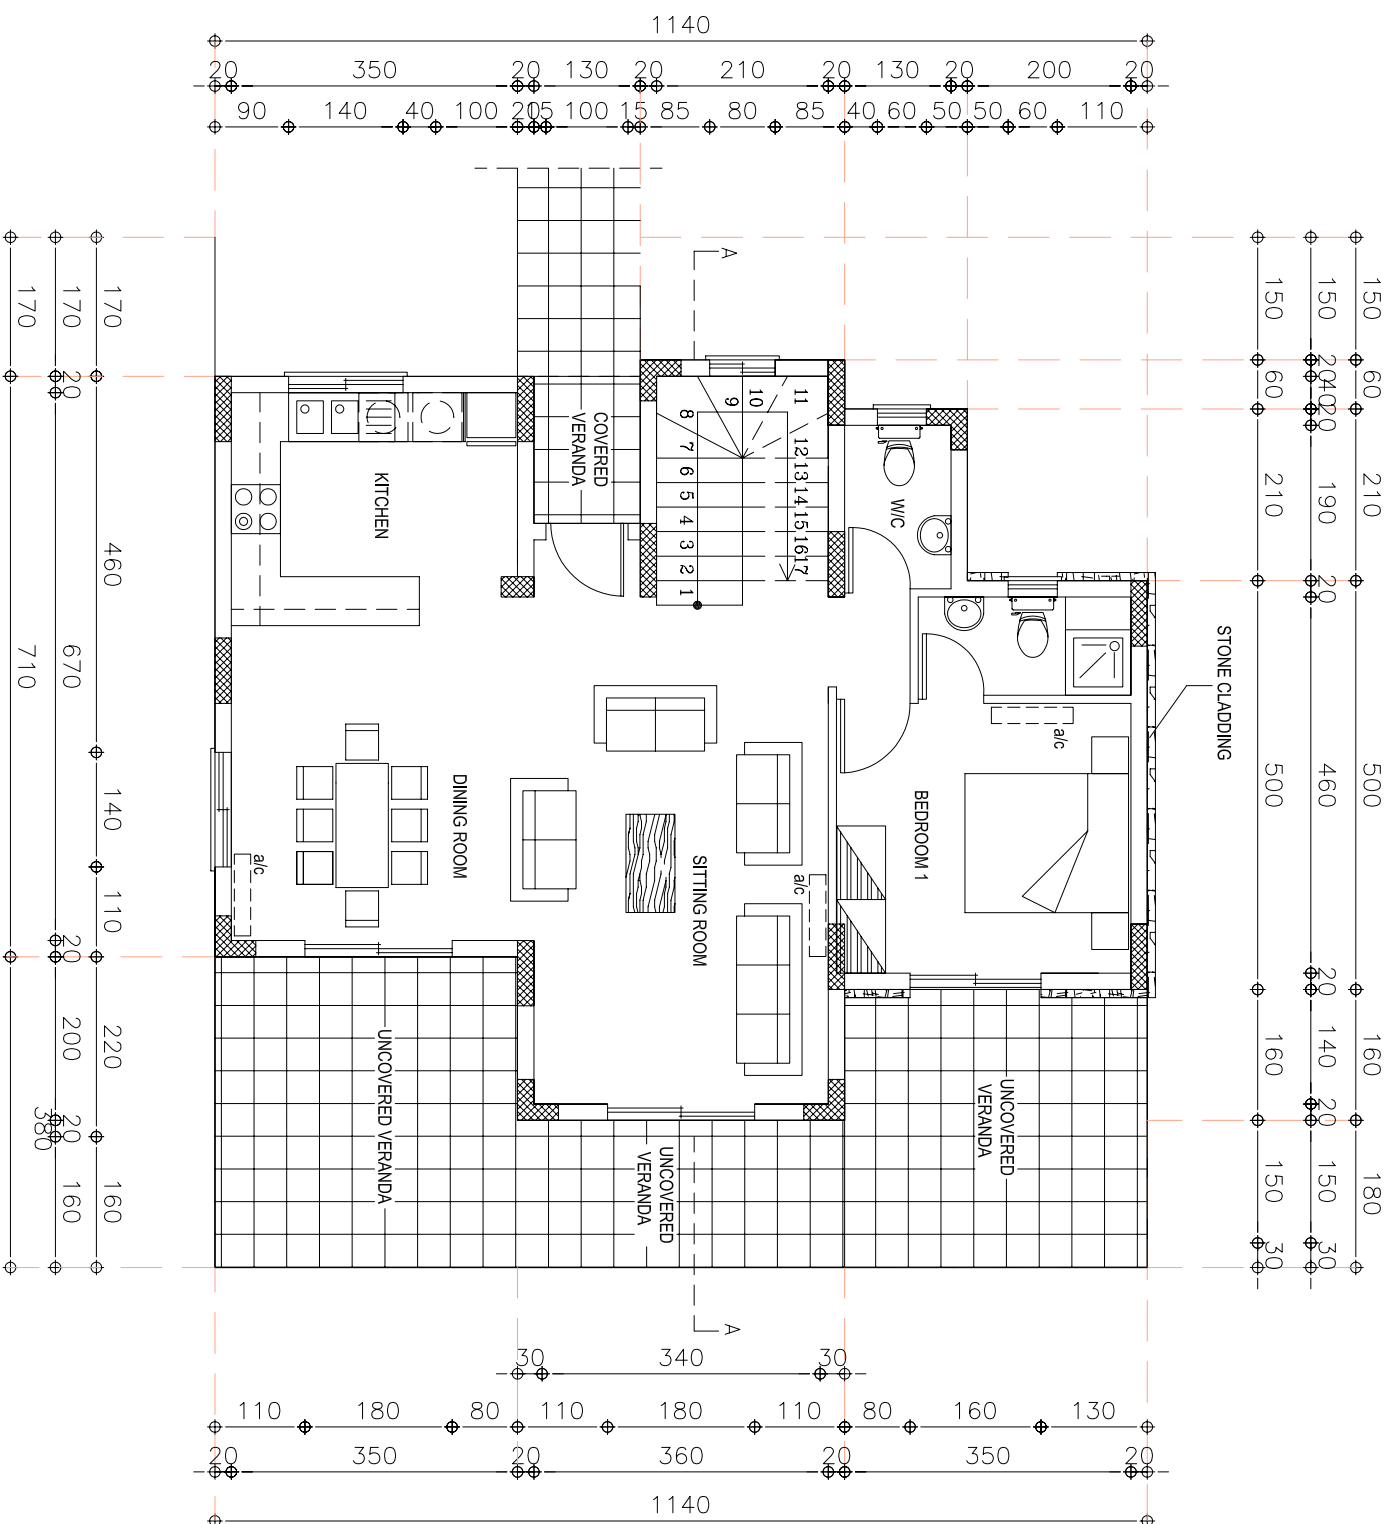 1140
20 350 20 130 20 210 20 130 20 200 20
90 140 40 100 20 15 100 15 85 80 85 40 60 50 50 60 110
A
170 170 170
20
460
710 670
140
110
20
200 220
20
380
160 160
150 150 150
60 20 40 20 60
210 190 210
20
500 460 500
20 20
160 140 160
20
150 150 180
30 30
STONE CLADDING
COVERED
VERANDA
KITCHEN
W/C
1 2 3 4 5 6 7 8 9 10 11 12 13 14 15 16 17
a/c
BEDROOM 1
DINING ROOM
a/c
SITTING ROOM
a/c
UNCOVERED VERANDA
UNCOVERED
VERANDA
UNCOVERED
VERANDA
A
30 340 30
110 180 80 110 180 110 80 160 130
20 350 20 360 20 350 20
1140